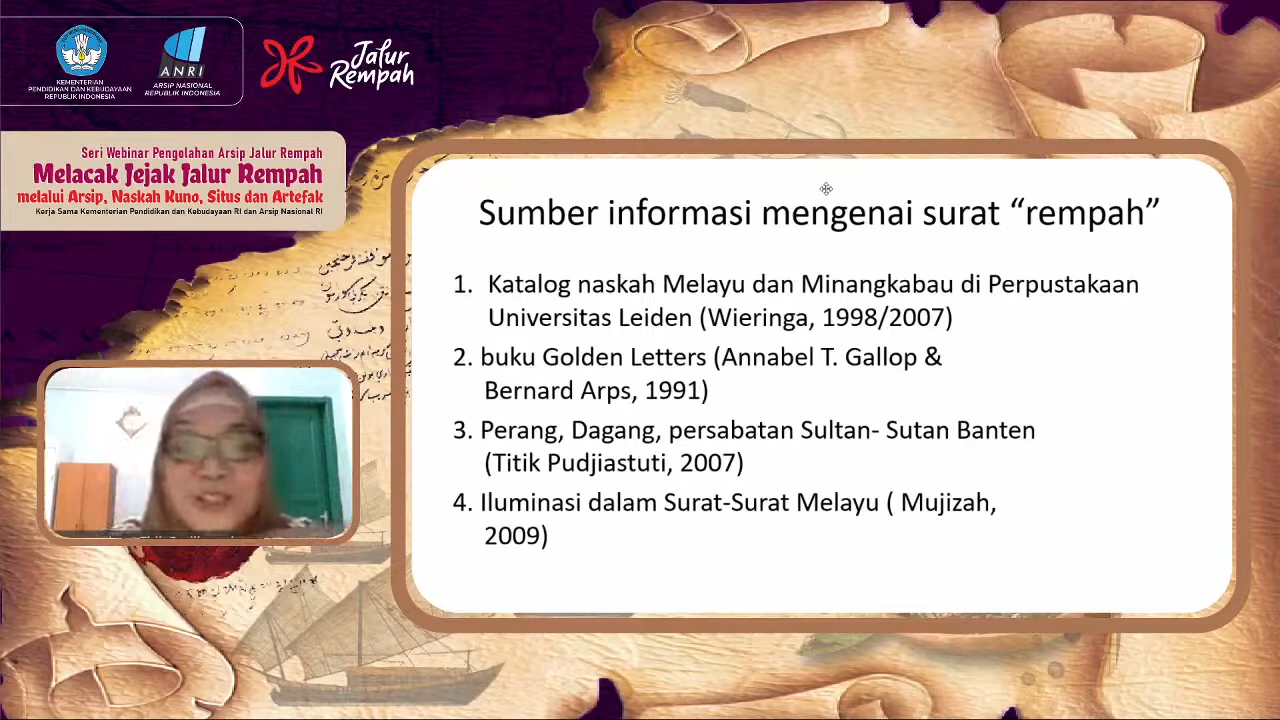 KEMENTERIAN
PENDIDIKAN DAN KEBUDAYAAN
REPUBLIK INDONESIA
ANRI
ARSIP NASIONAL
REPUBLIK INDONESIA
Jalur
Rempah
Seri Webinar Pengolahan Arsip Jalur Rempah
Melacak Jejak Jalur Rempah
melalui Arsip, Naskah Kuno, Situs dan Artefak
Kerja Sama Kementerian Pendidikan dan Kebudayaan RI dan Arsip Nasional RI
Sumber informasi mengenai surat “rempah”
1. Katalog naskah Melayu dan Minangkabau di Perpustakaan
Universitas Leiden (Wieringa, 1998/2007)
2. buku Golden Letters (Annabel T. Gallop &
Bernard Arps, 1991)
3. Perang, Dagang, persabatan Sultan- Sutan Banten
(Titik Pudjiastuti, 2007)
4. Iluminasi dalam Surat-Surat Melayu ( Mujizah,
2009)